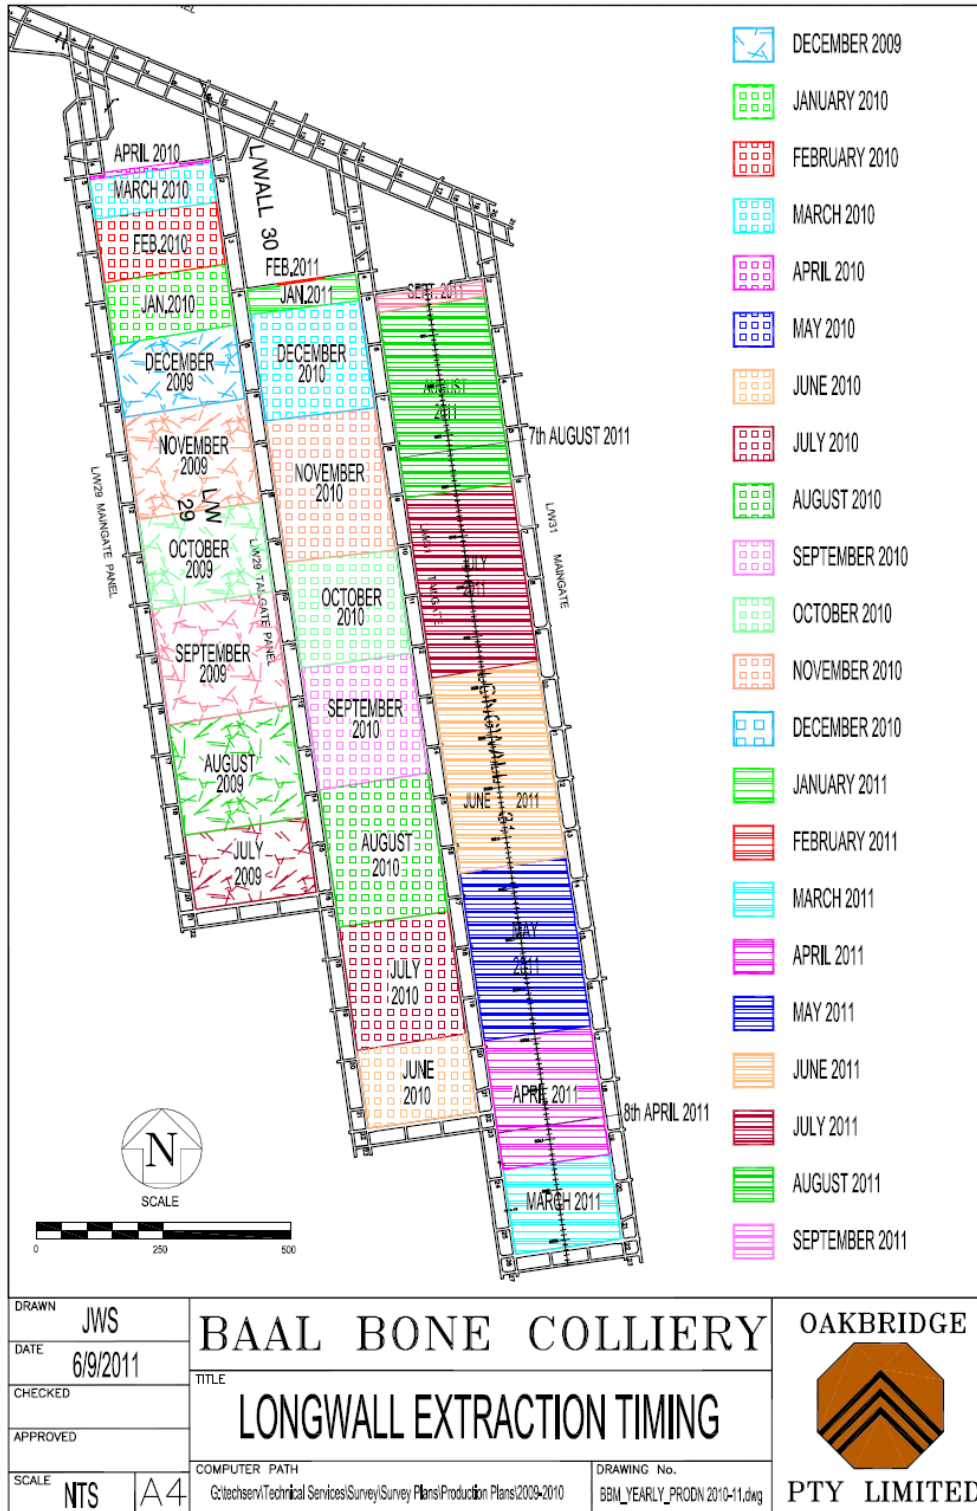 APRIL 2010
MARCH 2010
FEB.2010
JAN.2010
DECEMBER
2009
NOVEMBER
2009
L/W
29
OCTOBER
2009
SEPTEMBER
2009
AUGUST
2009
JULY
2009
L/W29 MAINGATE PANEL
L/W29 TAILGATE PANEL
L/WALL 30
FEB.2011
JAN.2011
DECEMBER
2010
NOVEMBER
2010
OCTOBER
2010
SEPTEMBER
2010
AUGUST
2010
JULY
2010
JUNE
2010
SEPT. 2011
AUGUST
2011
7th AUGUST 2011
L/W31
TAILGATE
JULY
2011
L/W31 MAINGATE
LONGWALL 31
JUNE 2011
MAY
2011
APRIL 2011
8th APRIL 2011
MARCH 2011
N
SCALE
0 250 500
DECEMBER 2009
JANUARY 2010
FEBRUARY 2010
MARCH 2010
APRIL 2010
MAY 2010
JUNE 2010
JULY 2010
AUGUST 2010
SEPTEMBER 2010
OCTOBER 2010
NOVEMBER 2010
DECEMBER 2010
JANUARY 2011
FEBRUARY 2011
MARCH 2011
APRIL 2011
MAY 2011
JUNE 2011
JULY 2011
AUGUST 2011
SEPTEMBER 2011
DRAWN JWS
DATE 6/9/2011
CHECKED
APPROVED
SCALE NTS A4
BAAL BONE COLLIERY
TITLE
LONGWALL EXTRACTION TIMING
COMPUTER PATH
G:\techserv\Technical Services\Survey\Survey Plans\Production Plans\2009-2010
DRAWING No.
BBM_YEARLY_PRODN 2010-11.dwg
OAKBRIDGE
PTY LIMITED